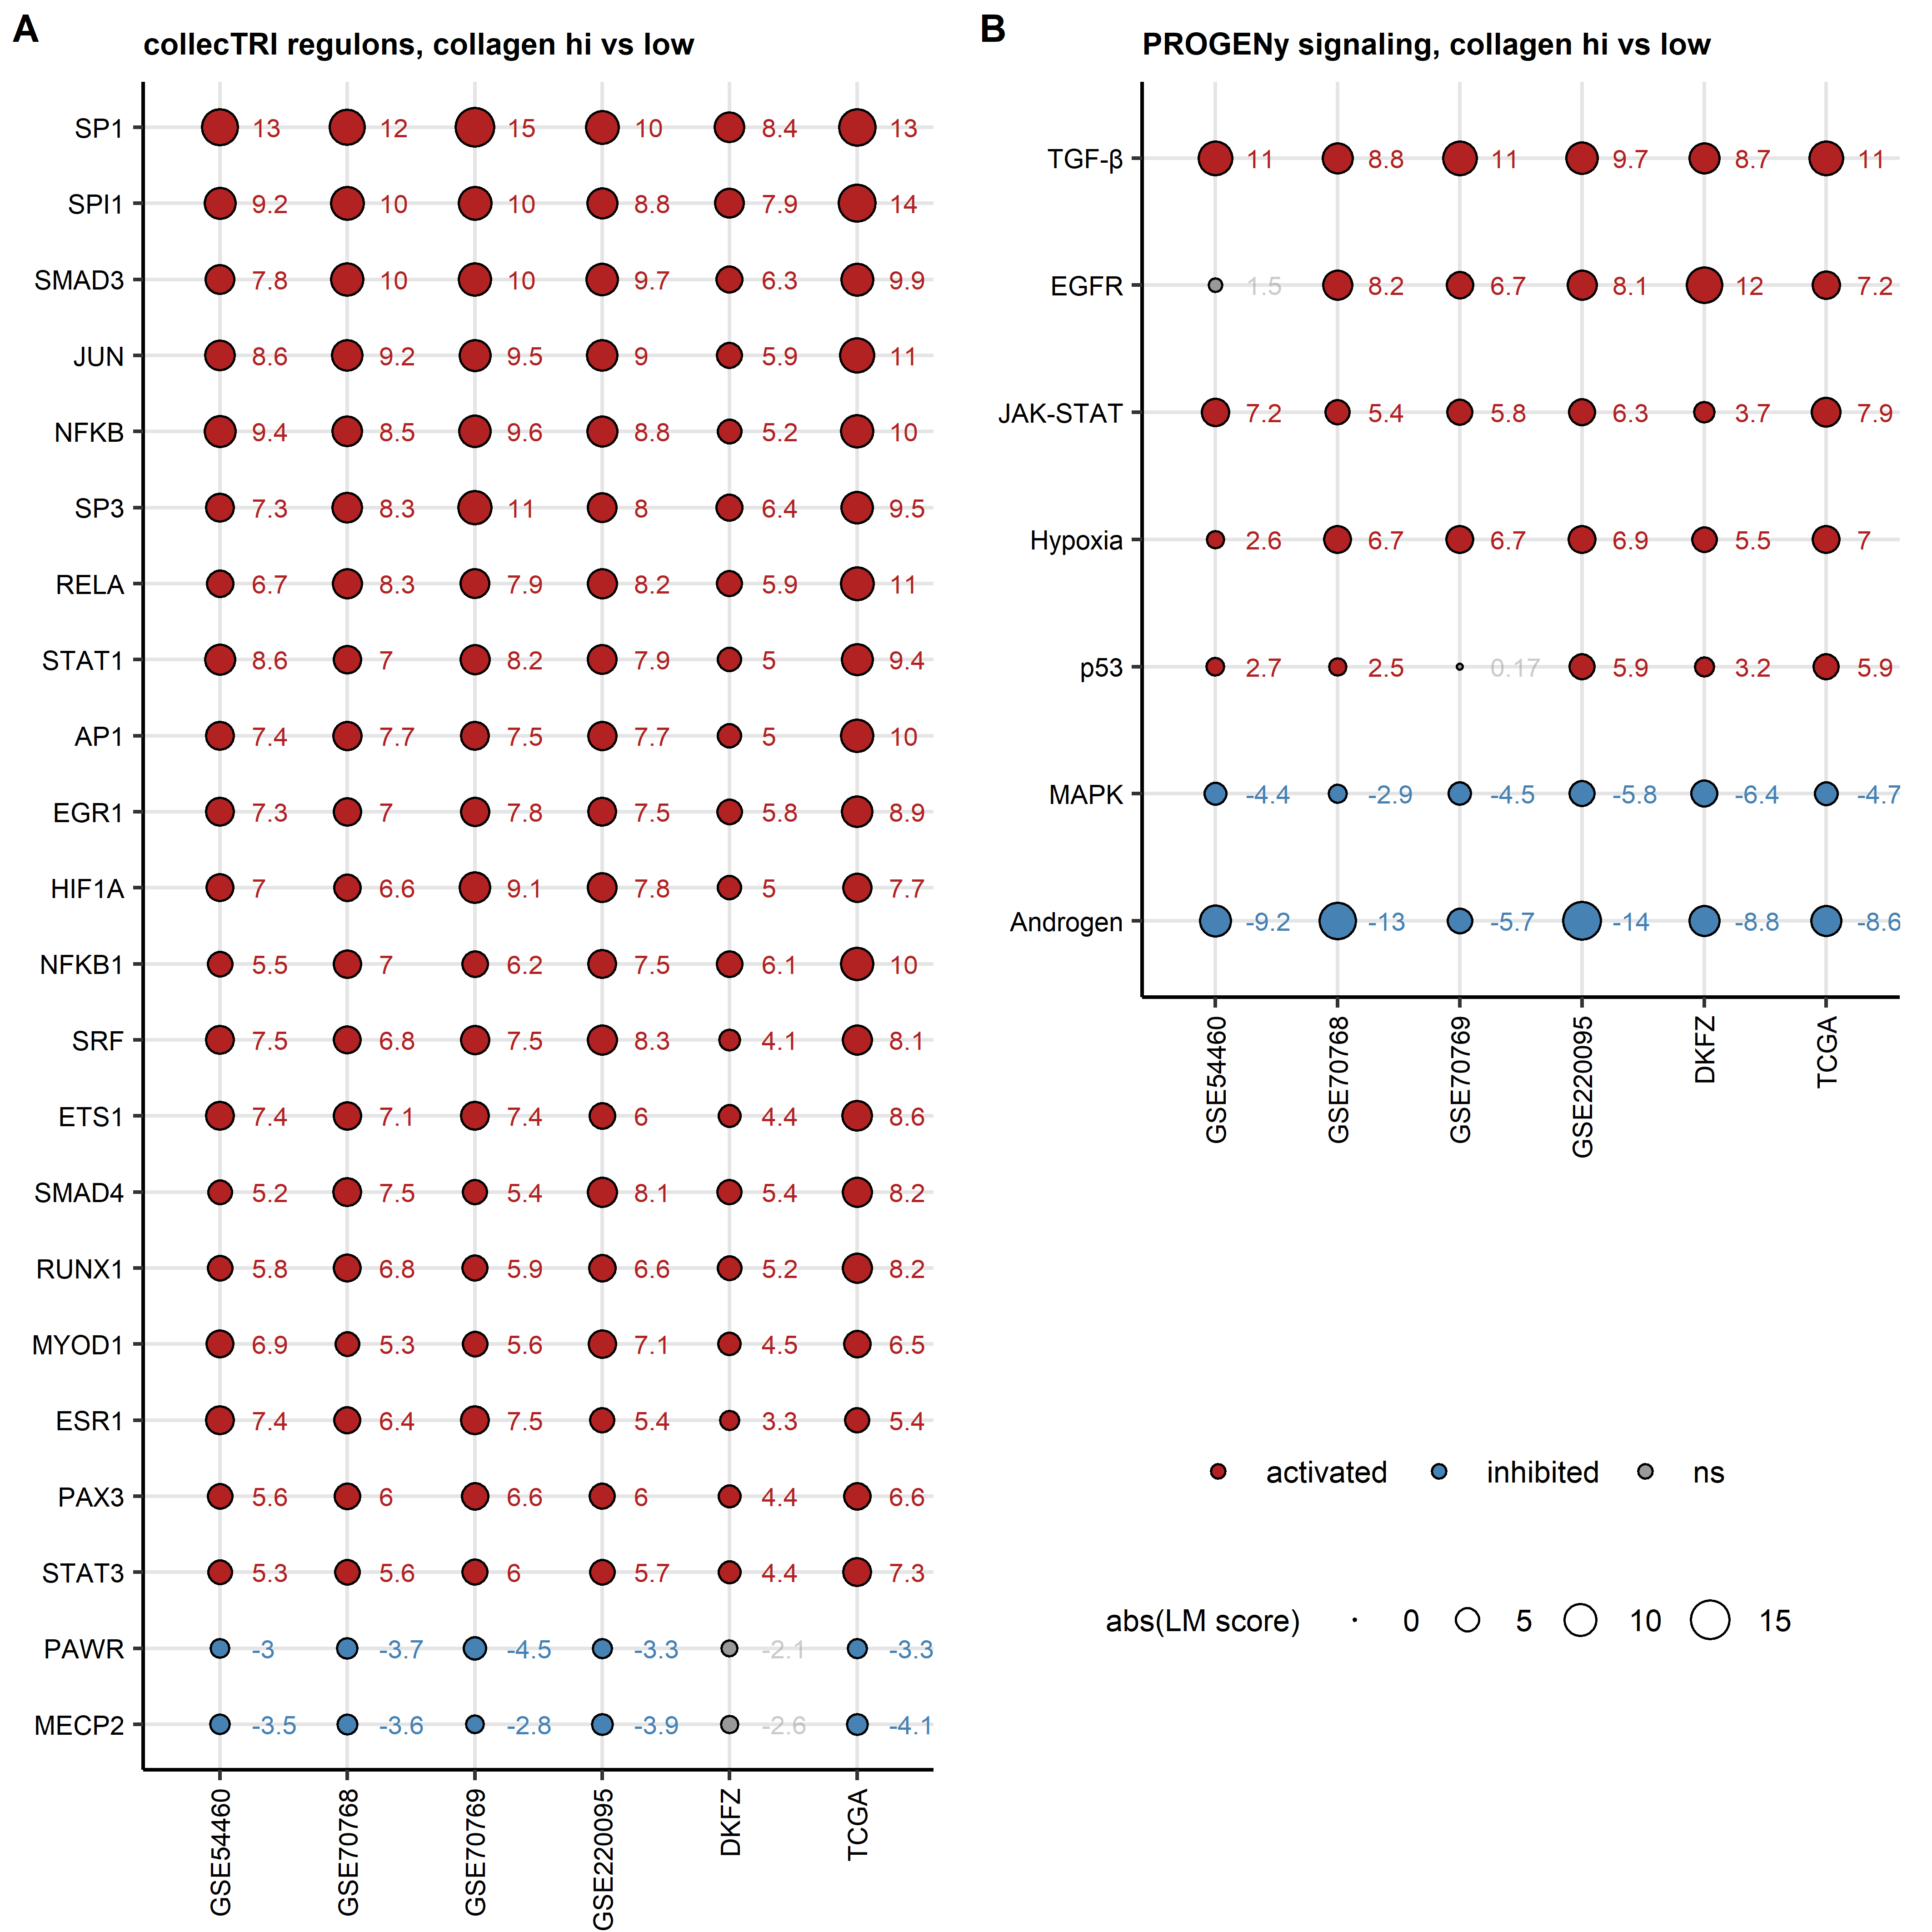 A
collecTRI regulons, collagen hi vs low
SP1 13 12 15 10 8.4 13
SPI1 9.2 10 10 8.8 7.9 14
SMAD3 7.8 10 10 9.7 6.3 9.9
JUN 8.6 9.2 9.5 9 5.9 11
NFKB 9.4 8.5 9.6 8.8 5.2 10
SP3 7.3 8.3 11 8 6.4 9.5
RELA 6.7 8.3 7.9 8.2 5.9 11
STAT1 8.6 7 8.2 7.9 5 9.4
AP1 7.4 7.7 7.5 7.7 5 10
EGR1 7.3 7 7.8 7.5 5.8 8.9
HIF1A 7 6.6 9.1 7.8 5 7.7
NFKB1 5.5 7 6.2 7.5 6.1 10
SRF 7.5 6.8 7.5 8.3 4.1 8.1
ETS1 7.4 7.1 7.4 6 4.4 8.6
SMAD4 5.2 7.5 5.4 8.1 5.4 8.2
RUNX1 5.8 6.8 5.9 6.6 5.2 8.2
MYOD1 6.9 5.3 5.6 7.1 4.5 6.5
ESR1 7.4 6.4 7.5 5.4 3.3 5.4
PAX3 5.6 6 6.6 6 4.4 6.6
STAT3 5.3 5.6 6 5.7 4.4 7.3
PAWR -3 -3.7 -4.5 -3.3 -2.1 -3.3
MECP2 -3.5 -3.6 -2.8 -3.9 -2.6 -4.1
GSE54460 GSE70768 GSE70769 GSE220095 DKFZ TCGA
B
PROGENy signaling, collagen hi vs low
TGF-β 11 8.8 11 9.7 8.7 11
EGFR 1.5 8.2 6.7 8.1 12 7.2
JAK-STAT 7.2 5.4 5.8 6.3 3.7 7.9
Hypoxia 2.6 6.7 6.7 6.9 5.5 7
p53 2.7 2.5 0.17 5.9 3.2 5.9
MAPK -4.4 -2.9 -4.5 -5.8 -6.4 -4.7
Androgen -9.2 -13 -5.7 -14 -8.8 -8.6
GSE54460 GSE70768 GSE70769 GSE220095 DKFZ TCGA
activated inhibited ns
abs(LM score) 0 5 10 15